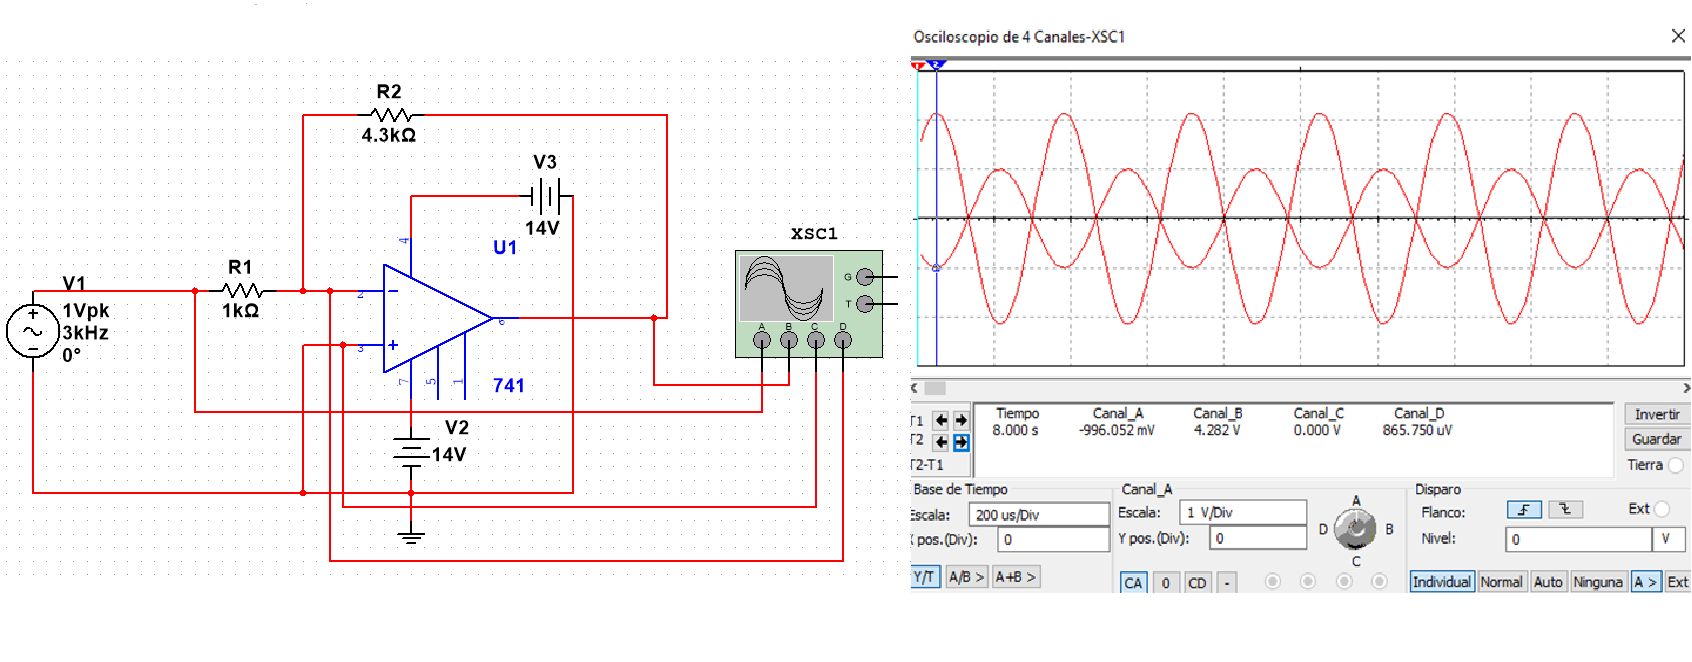 R2
4.3kΩ
V3
14V
4
U1
XSC1
G
T
A B C D
V1
1Vpk
3kHz
0°
R1
1kΩ
2
3
6
7
5
1
741
V2
14V
Osciloscopio de 4 Canales-XSC1
1 2
Tiempo Canal_A Canal_B Canal_C Canal_D
8.000 s -996.052 mV 4.282 V 0.000 V 865.750 uV
T1
T2
T2-T1
Invertir
Guardar
Tierra
Base de Tiempo
Escala: 200 us/Div
X pos.(Div): 0
Y/T A/B > A+B >
Canal_A
Escala: 1 V/Div
Y pos.(Div): 0
CA 0 CD -
A
D B
C
Disparo
Flanco: Ext
Nivel: 0 V
Individual Normal Auto Ninguna A > Ext